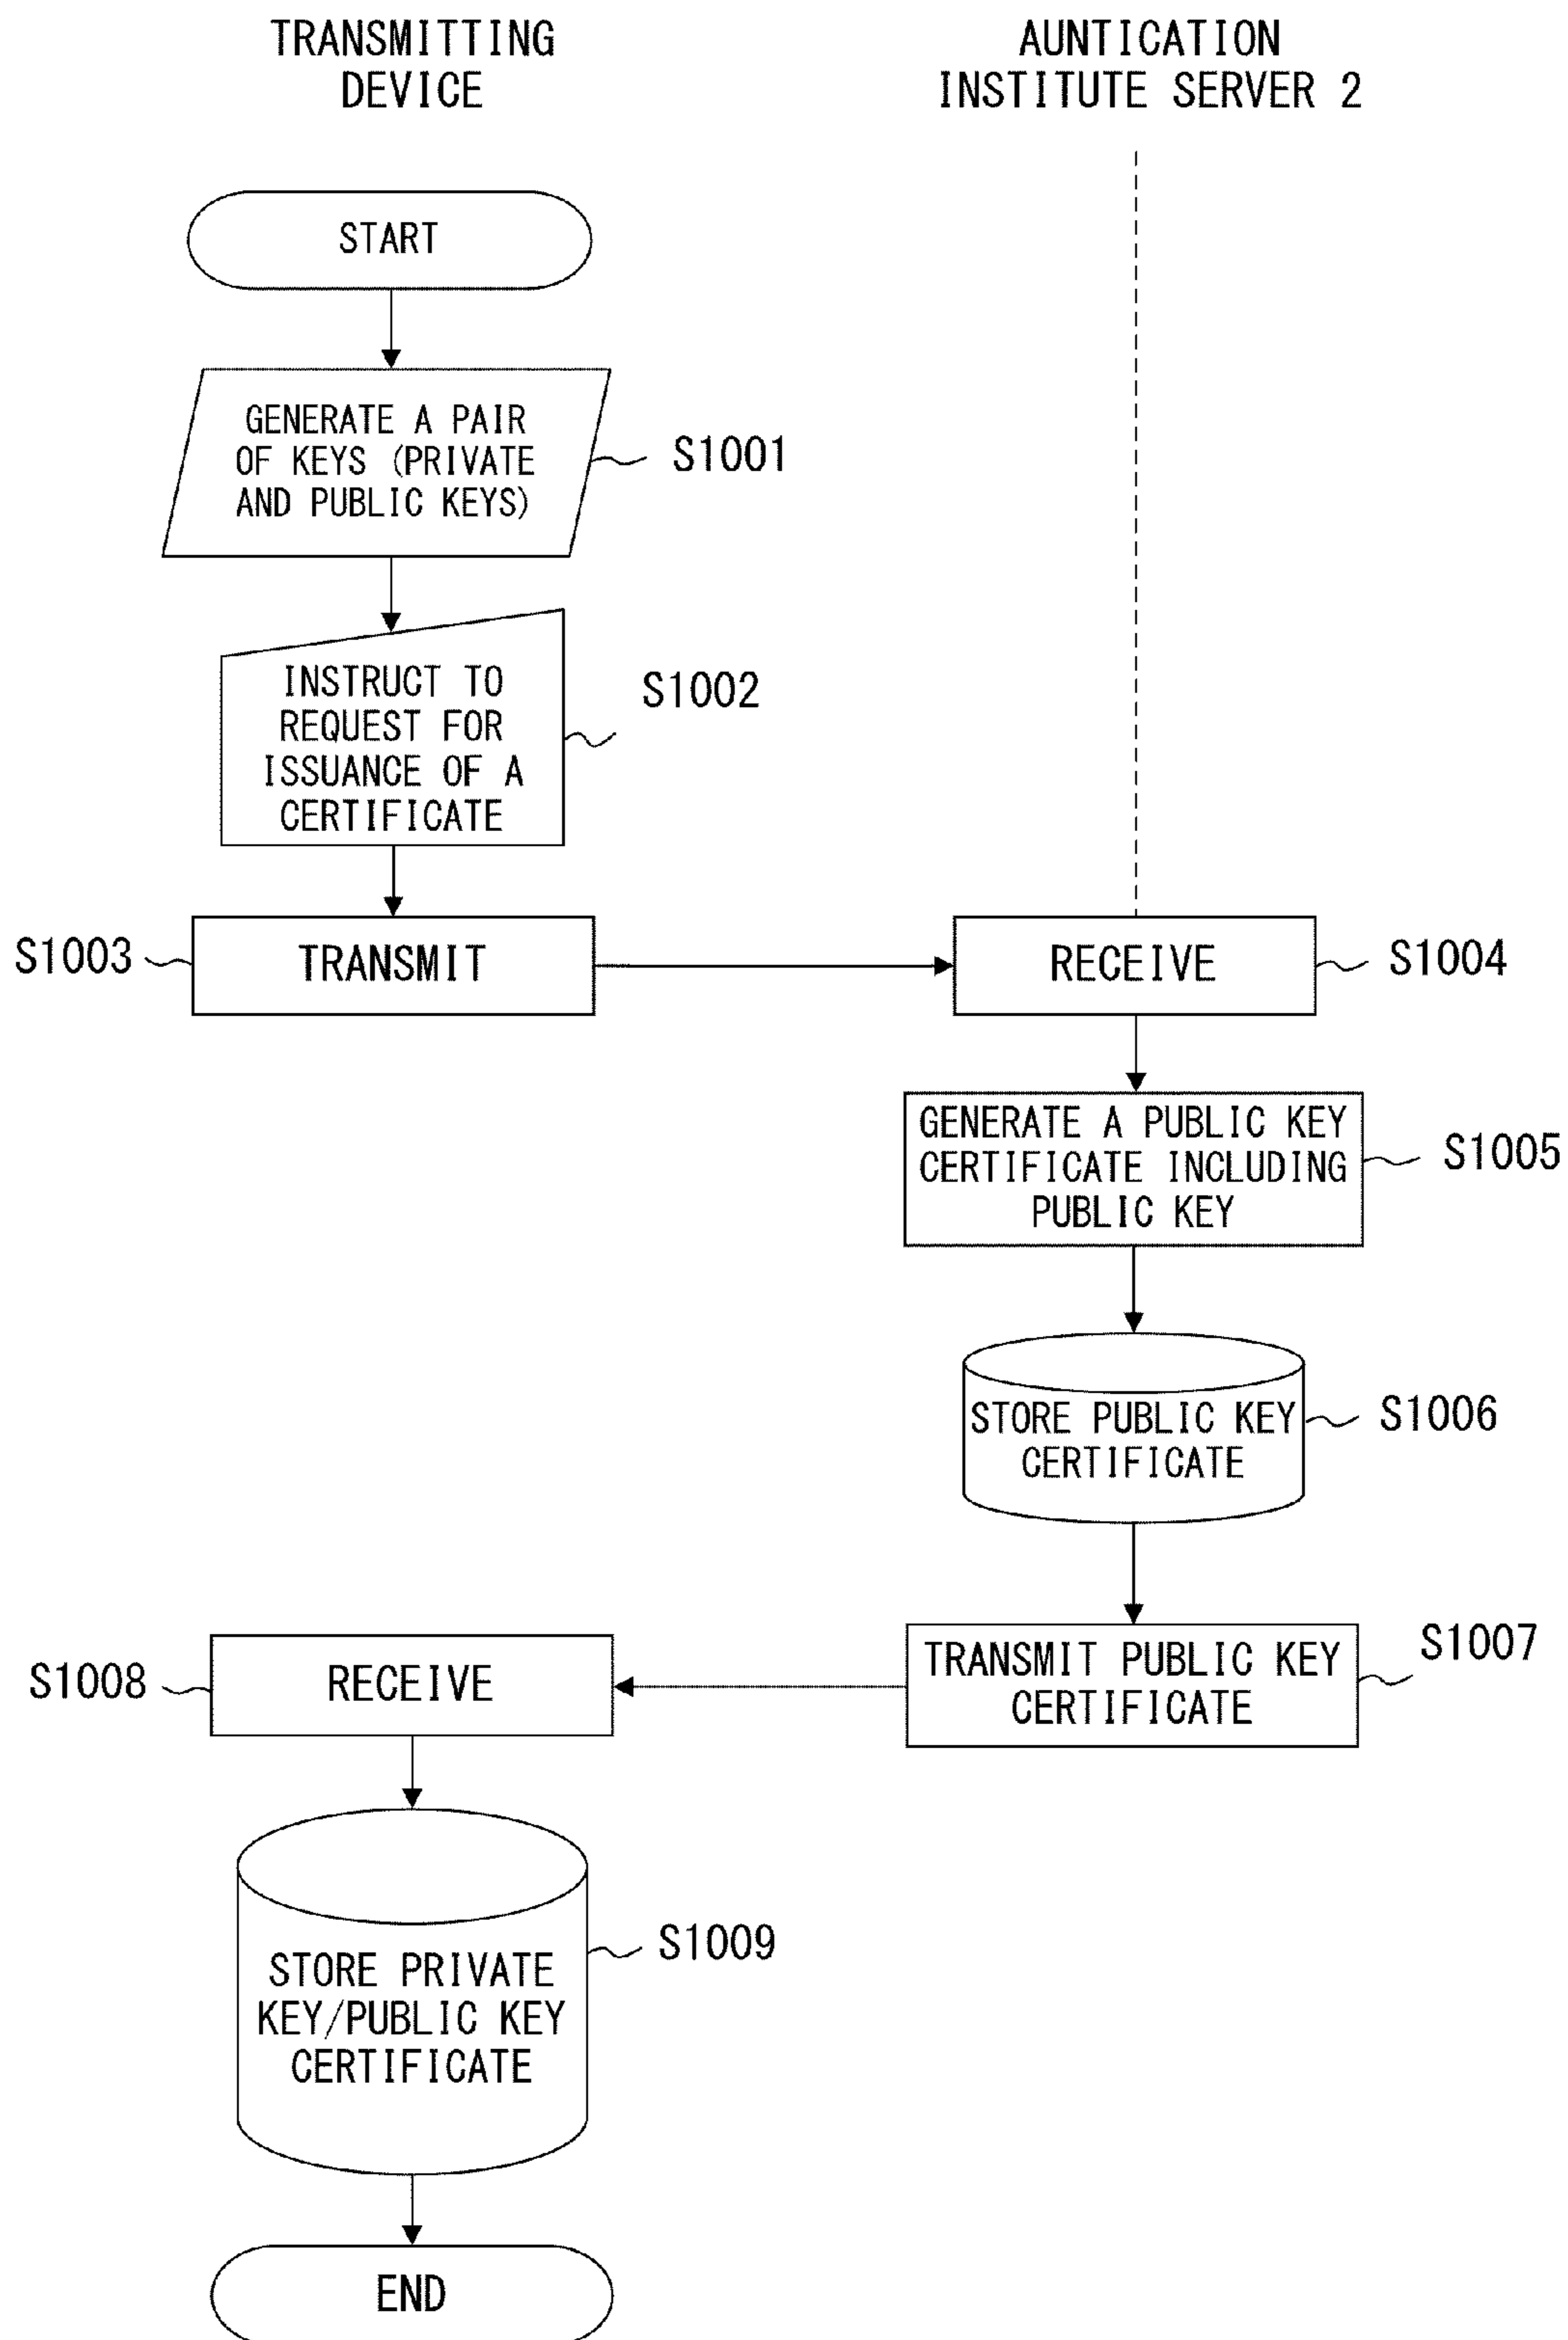 TRANSMITTING
DEVICE
AUNTICATION
INSTITUTE SERVER 2
START
GENERATE A PAIR
OF KEYS (PRIVATE
AND PUBLIC KEYS)
S1001
INSTRUCT TO
REQUEST FOR
ISSUANCE OF A
CERTIFICATE
S1002
S1003
TRANSMIT
RECEIVE
S1004
GENERATE A PUBLIC KEY
CERTIFICATE INCLUDING
PUBLIC KEY
S1005
STORE PUBLIC KEY
CERTIFICATE
S1006
TRANSMIT PUBLIC KEY
CERTIFICATE
S1007
S1008
RECEIVE
STORE PRIVATE
KEY/PUBLIC KEY
CERTIFICATE
S1009
END